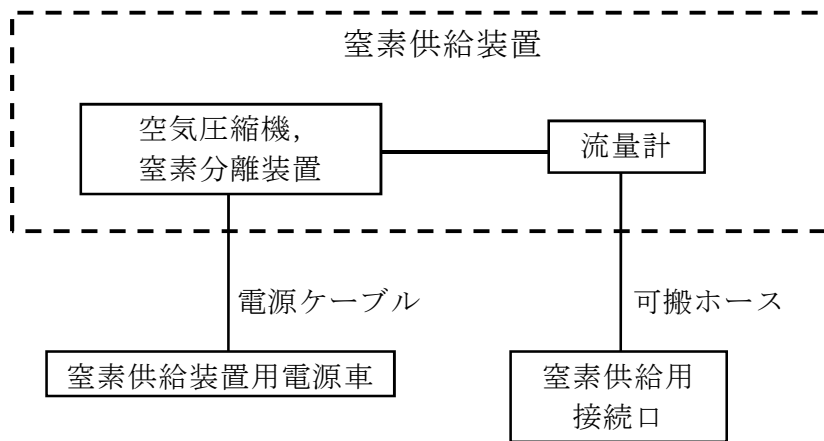 窒素供給装置
空気圧縮機，
窒素分離装置
流量計
電源ケーブル
可搬ホース
窒素供給装置用電源車
窒素供給用
接続口